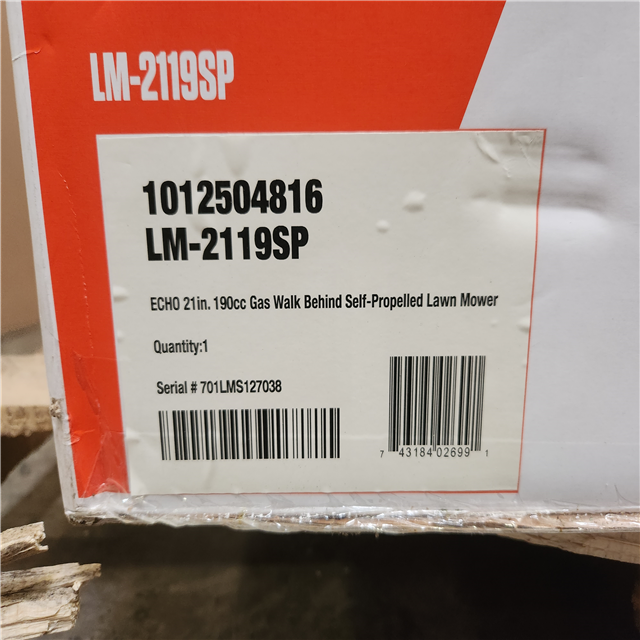 LM-2119SP
1012504816
LM-2119SP
ECHO 21in. 190cc Gas Walk Behind Self-Propelled Lawn Mower
Quantity:1
Serial # 701LMS127038
7 43184 02699 1